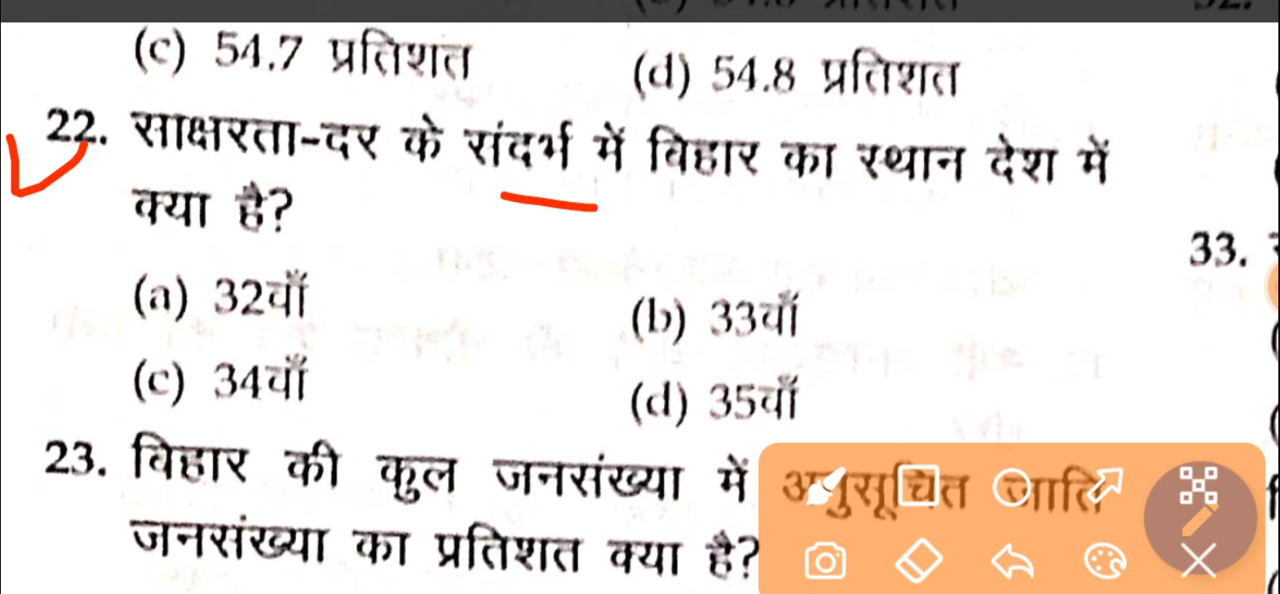 (c) 54.7 प्रतिशत (d) 54.8 प्रतिशत
22. साक्षरता-दर के संदर्भ में बिहार का स्थान देश में
क्या है?
33.
(a) 32वाँ (b) 33वाँ
(c) 34वाँ (d) 35वाँ
23. बिहार की कुल जनसंख्या में अनुसूचित जाति
जनसंख्या का प्रतिशत क्या है?